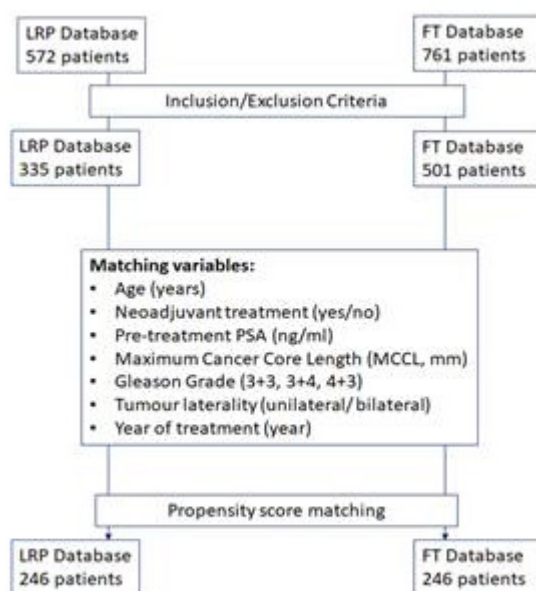 LRP Database
572 patients
FT Database
761 patients
Inclusion/Exclusion Criteria
LRP Database
335 patients
FT Database
501 patients
Matching variables:
• Age (years)
• Neoadjuvant treatment (yes/no)
• Pre-treatment PSA (ng/ml)
• Maximum Cancer Core Length (MCCL, mm)
• Gleason Grade (3+3, 3+4, 4+3)
• Tumour laterality (unilateral/ bilateral)
• Year of treatment (year)
Propensity score matching
LRP Database
246 patients
FT Database
246 patients